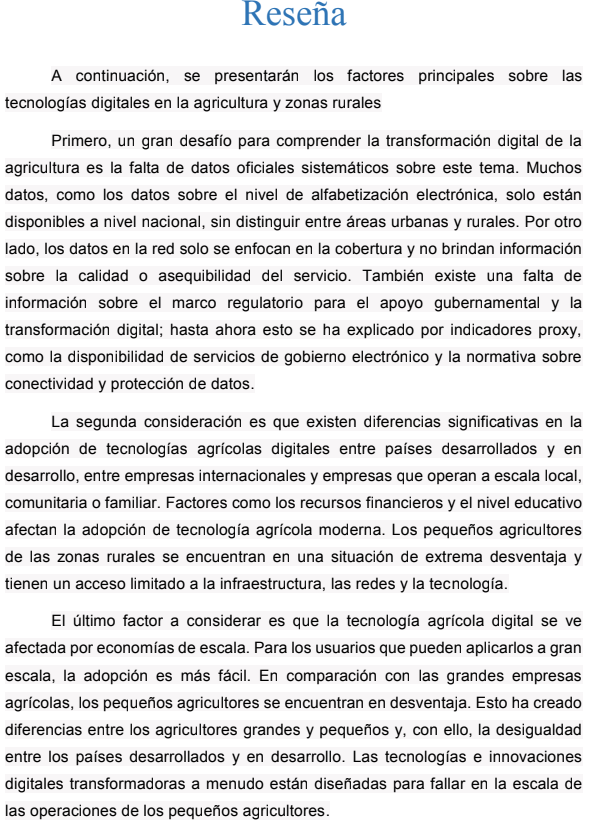 Reseña
A continuación, se presentarán los factores principales sobre las
tecnologías digitales en la agricultura y zonas rurales
Primero, un gran desafío para comprender la transformación digital de la
agricultura es la falta de datos oficiales sistemáticos sobre este tema. Muchos
datos, como los datos sobre el nivel de alfabetización electrónica, solo están
disponibles a nivel nacional, sin distinguir entre áreas urbanas y rurales. Por otro
lado, los datos en la red solo se enfocan en la cobertura y no brindan información
sobre la calidad o asequibilidad del servicio. También existe una falta de
información sobre el marco regulatorio para el apoyo gubernamental y la
transformación digital; hasta ahora esto se ha explicado por indicadores proxy,
como la disponibilidad de servicios de gobierno electrónico y la normativa sobre
conectividad y protección de datos.
La segunda consideración es que existen diferencias significativas en la
adopción de tecnologías agrícolas digitales entre países desarrollados y en
desarrollo, entre empresas internacionales y empresas que operan a escala local,
comunitaria o familiar. Factores como los recursos financieros y el nivel educativo
afectan la adopción de tecnología agrícola moderna. Los pequeños agricultores
de las zonas rurales se encuentran en una situación de extrema desventaja y
tienen un acceso limitado a la infraestructura, las redes y la tecnología.
El último factor a considerar es que la tecnología agrícola digital se ve
afectada por economías de escala. Para los usuarios que pueden aplicarlos a gran
escala, la adopción es más fácil. En comparación con las grandes empresas
agrícolas, los pequeños agricultores se encuentran en desventaja. Esto ha creado
diferencias entre los agricultores grandes y pequeños y, con ello, la desigualdad
entre los países desarrollados y en desarrollo. Las tecnologías e innovaciones
digitales transformadoras a menudo están diseñadas para fallar en la escala de
las operaciones de los pequeños agricultores.